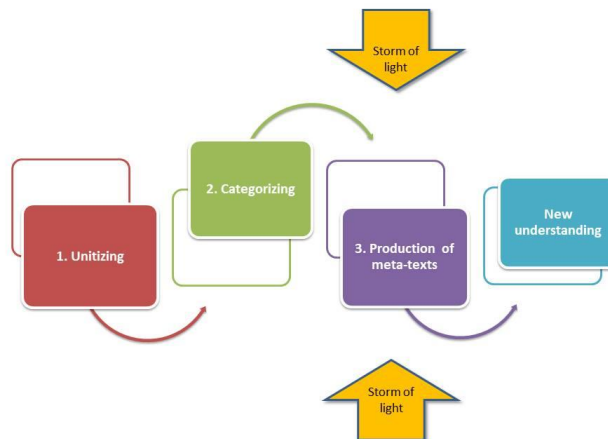 Storm of
light
2. Categorizing
1. Unitizing
3. Production of
meta-texts
New
understanding
Storm of
light